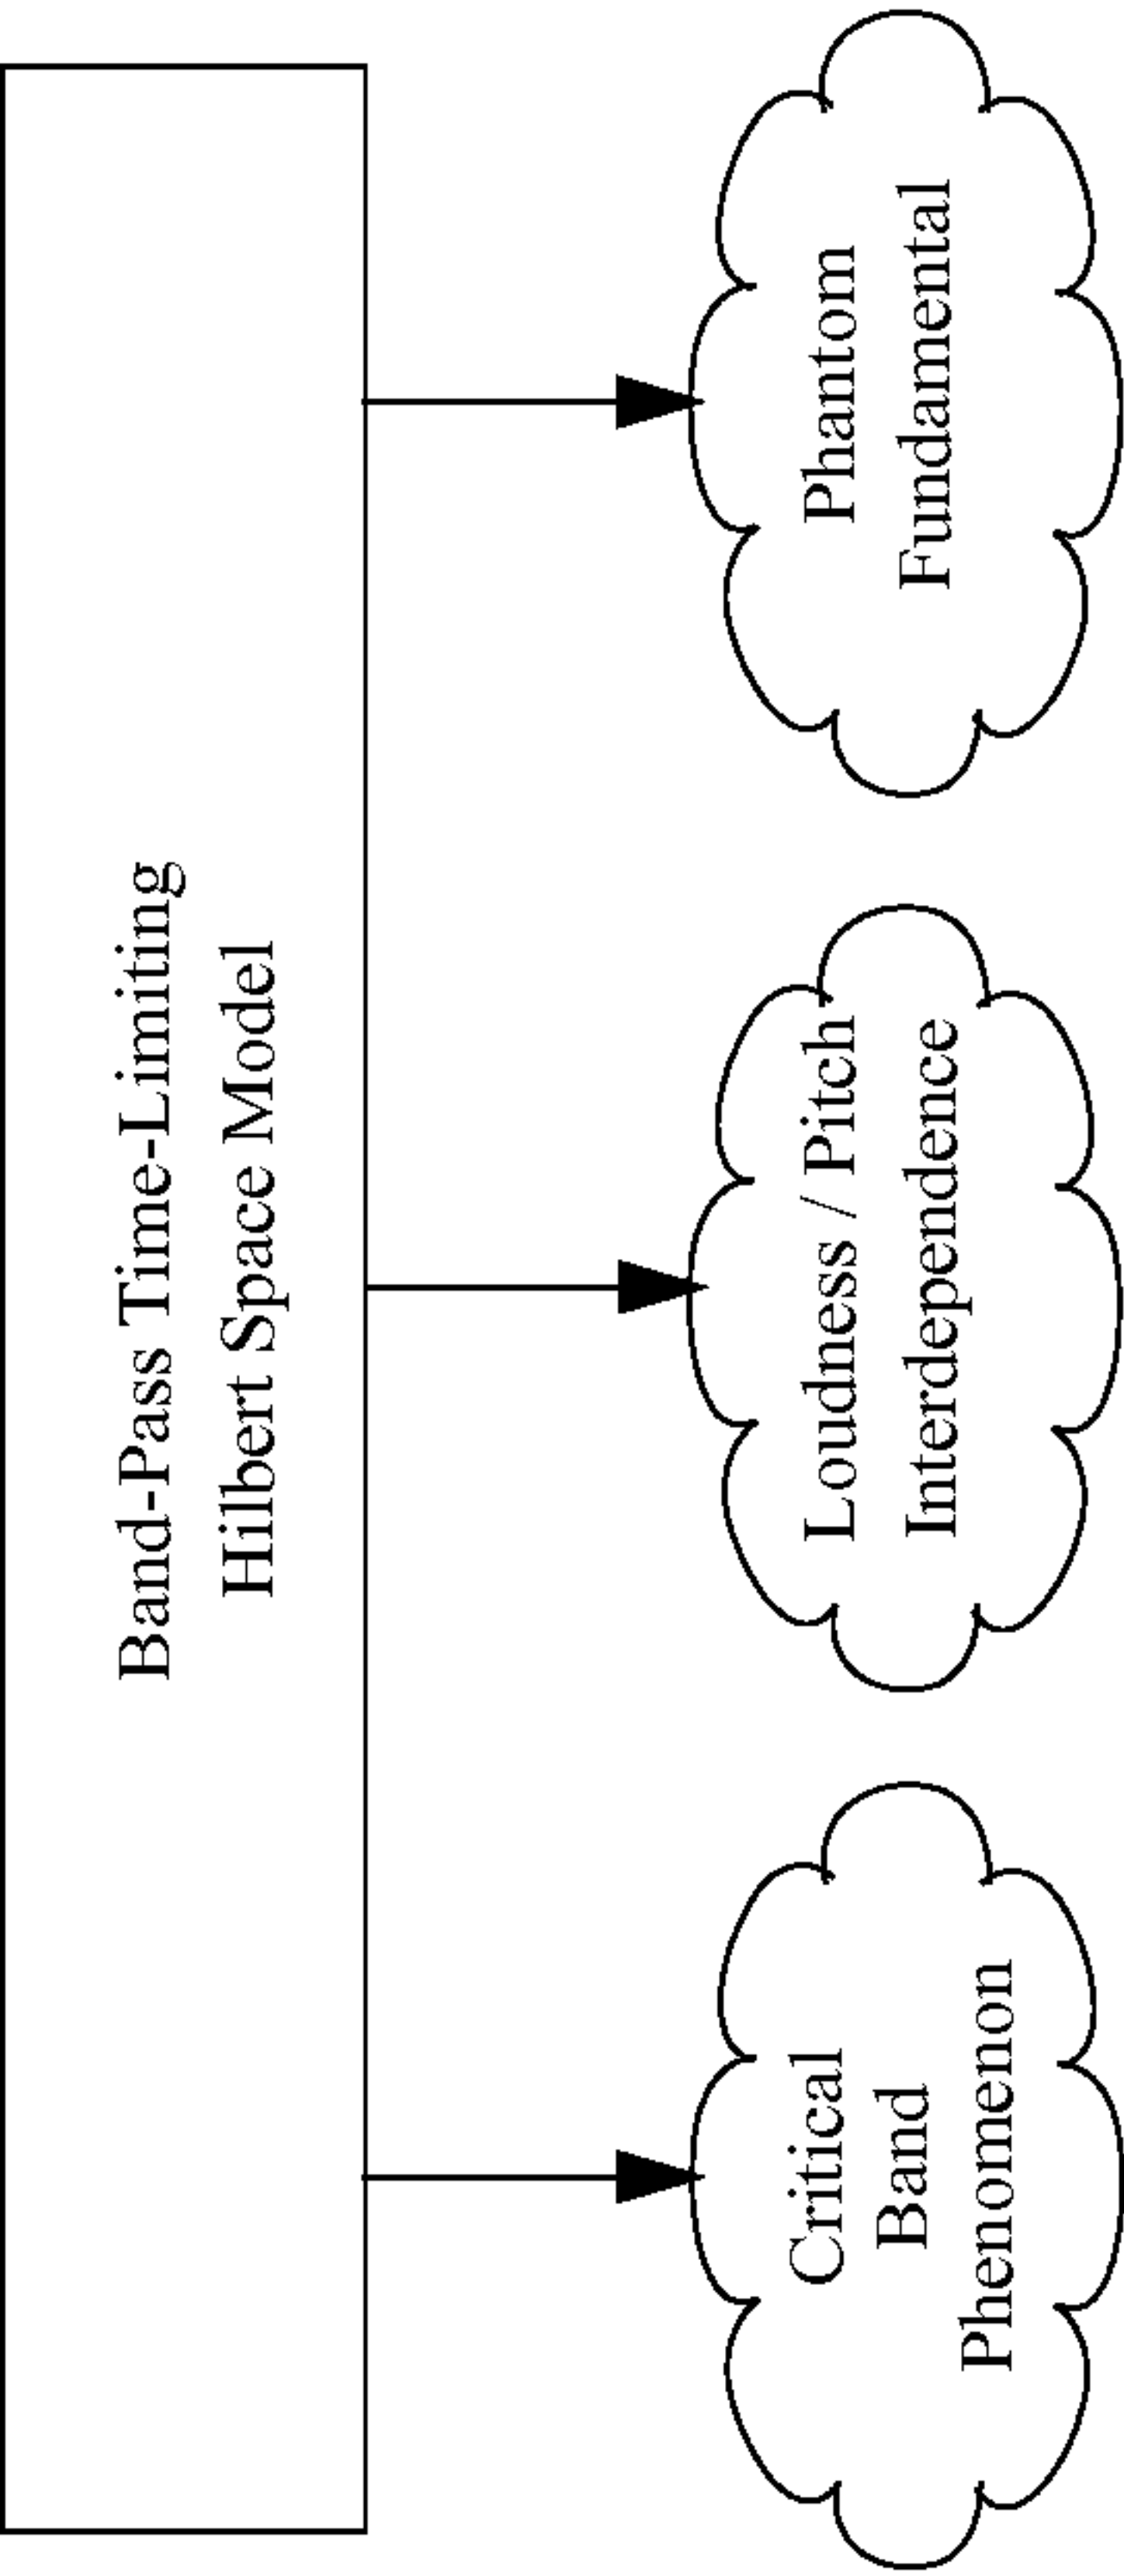 Band-Pass Time-Limiting
Hilbert Space Model
Critical
Band
Phenomenon
Loudness / Pitch
Interdependence
Phantom
Fundamental